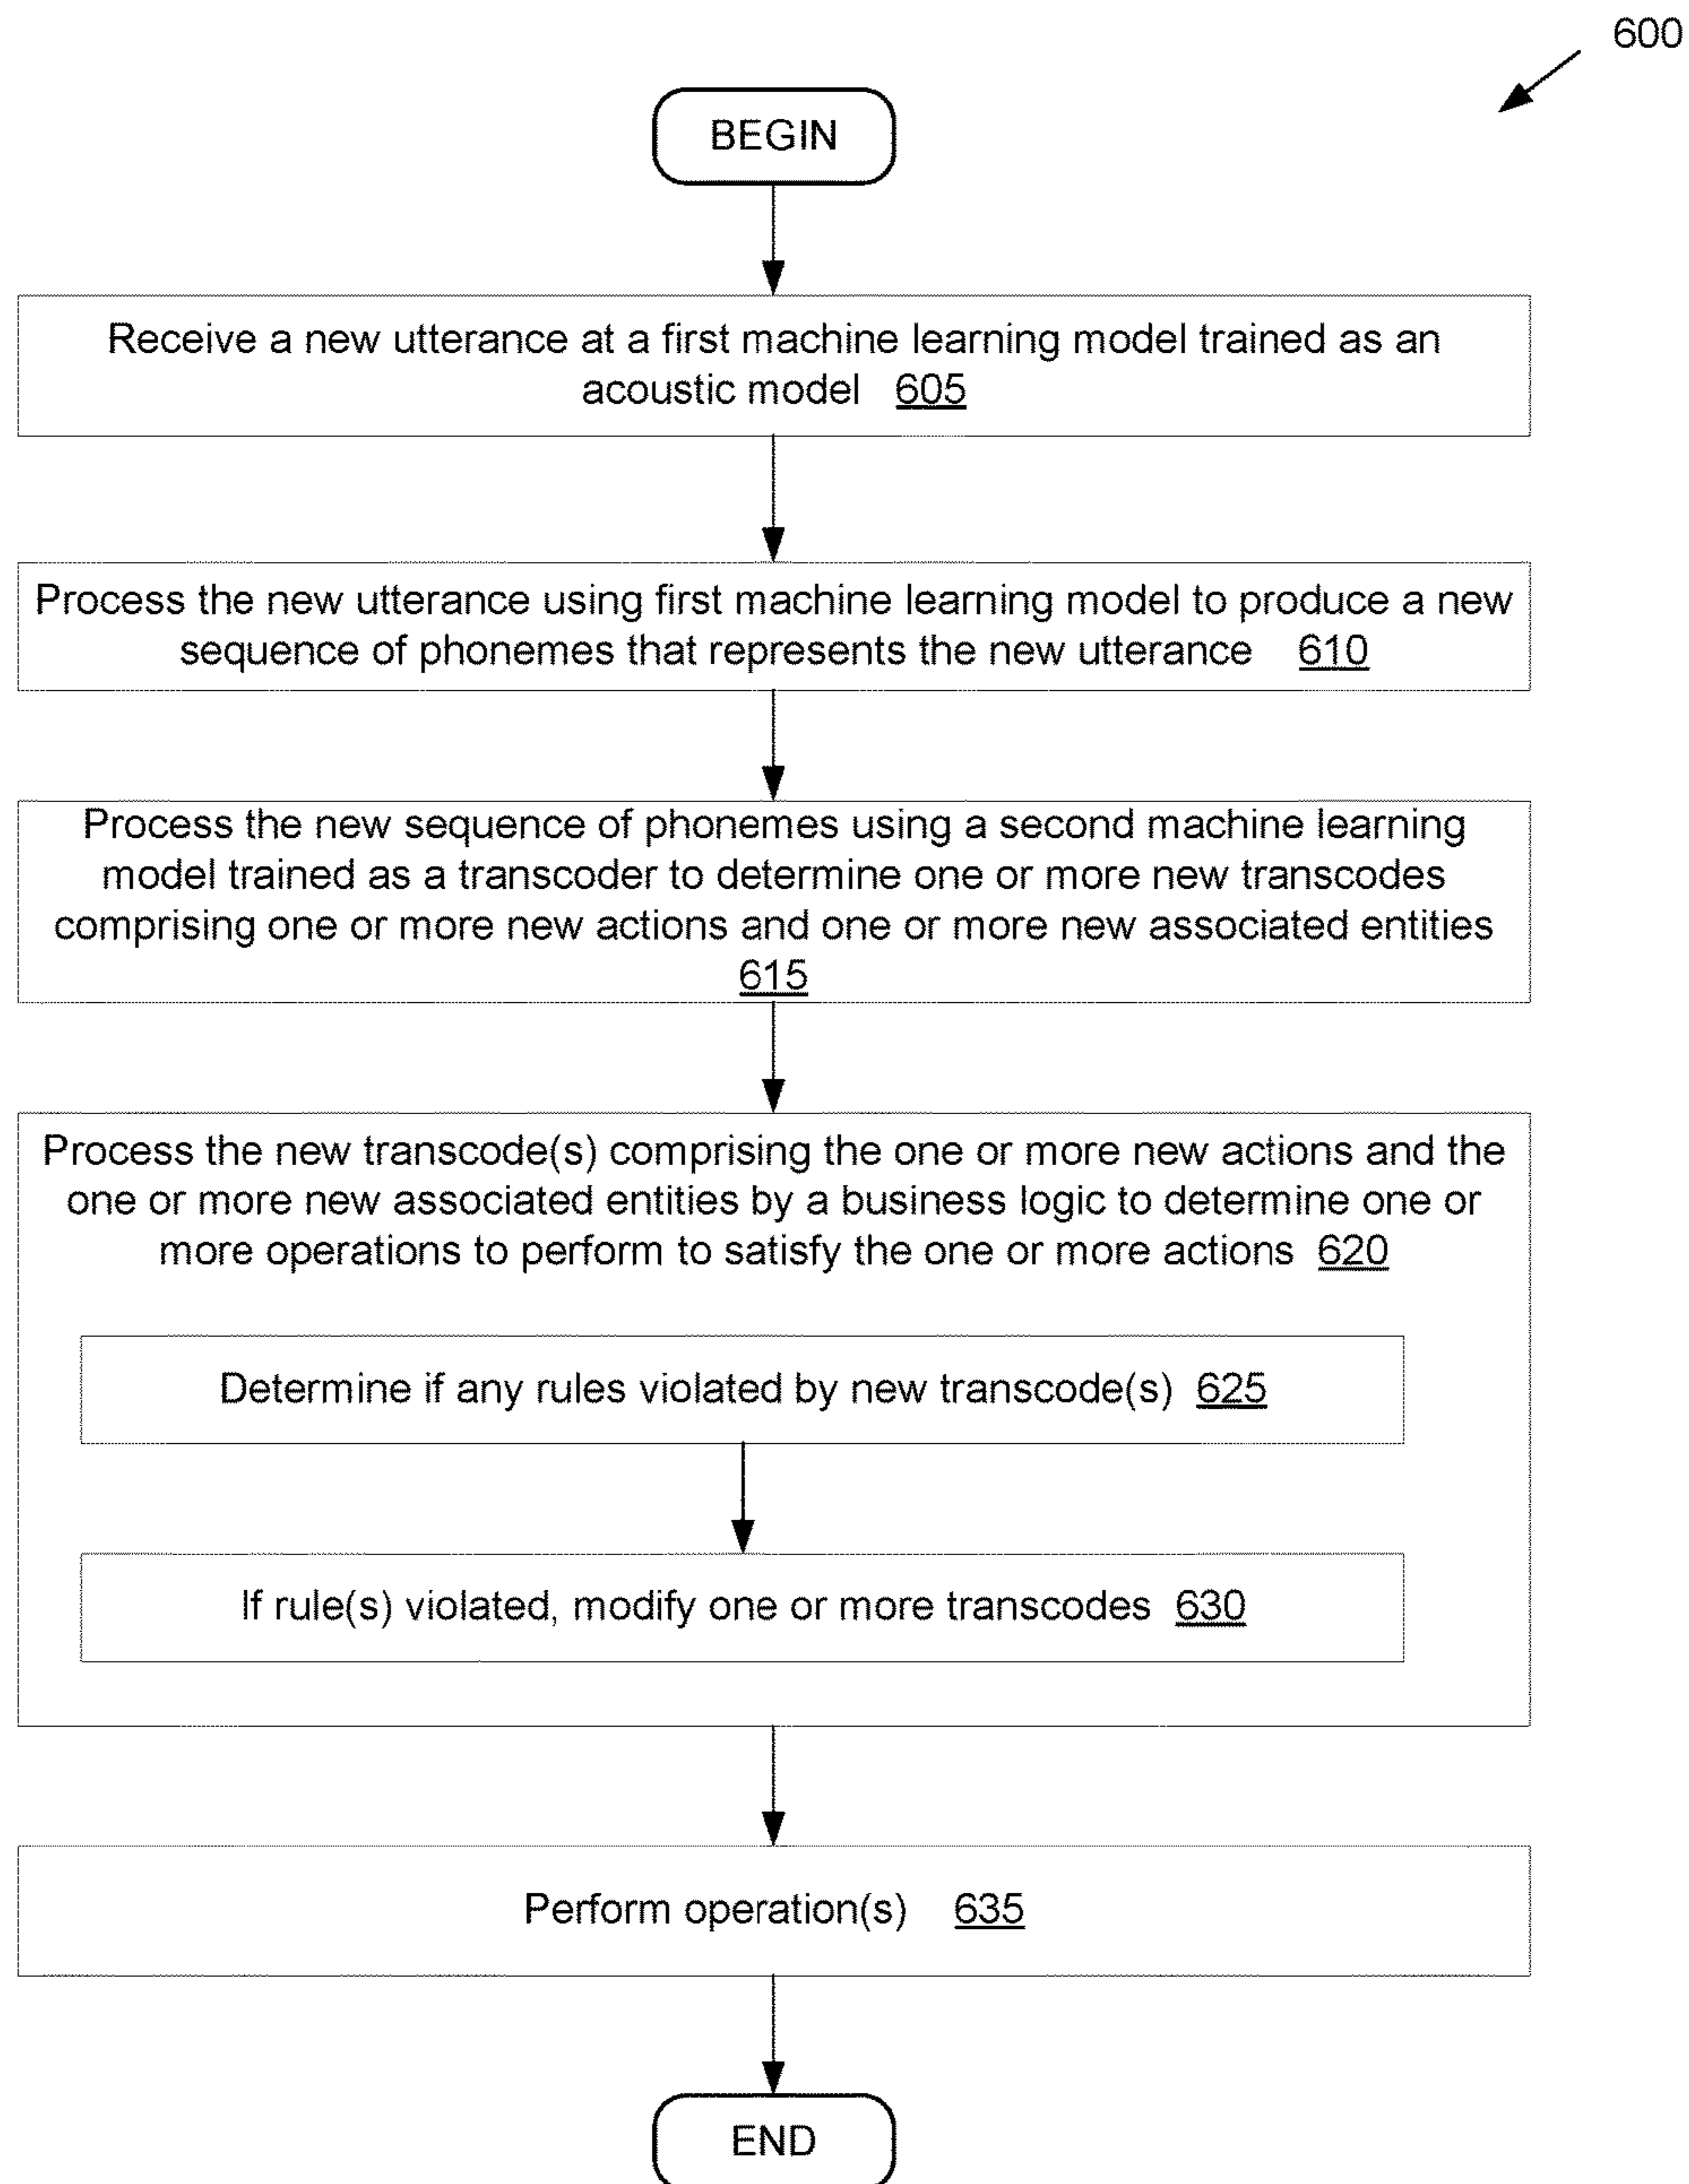 600
BEGIN
Receive a new utterance at a first machine learning model trained as an
acoustic model 605
Process the new utterance using first machine learning model to produce a new
sequence of phonemes that represents the new utterance 610
Process the new sequence of phonemes using a second machine learning
model trained as a transcoder to determine one or more new transcodes
comprising one or more new actions and one or more new associated entities
615
Process the new transcode(s) comprising the one or more new actions and the
one or more new associated entities by a business logic to determine one or
more operations to perform to satisfy the one or more actions 620
Determine if any rules violated by new transcode(s) 625
If rule(s) violated, modify one or more transcodes 630
Perform operation(s) 635
END